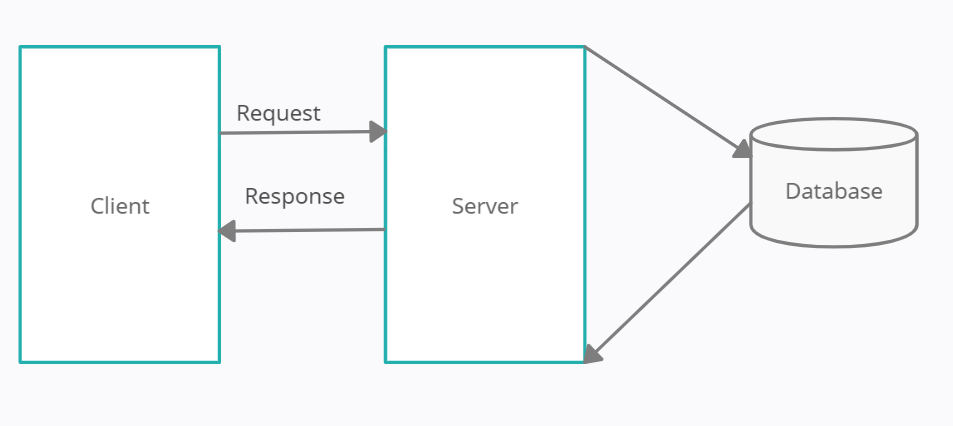 Request
Response
Client
Server
Database